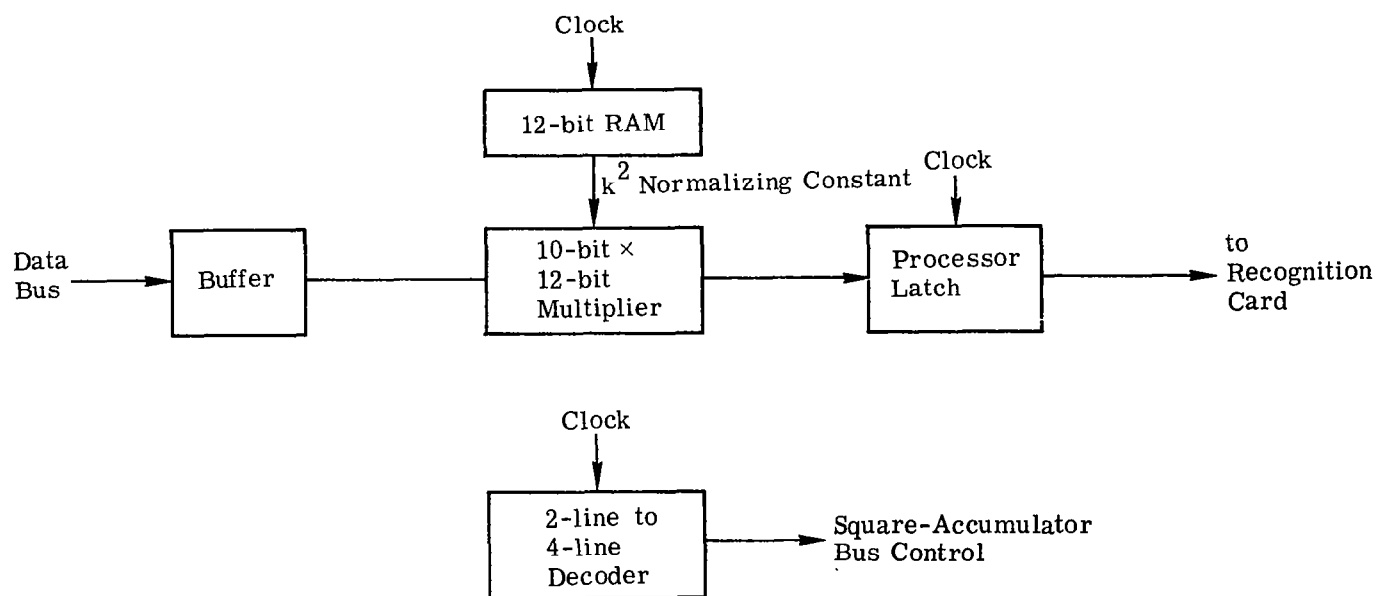 Clock
12-bit RAM
k² Normalizing Constant
Clock
Data
Bus
Buffer
10-bit ×
12-bit
Multiplier
Processor
Latch
to
Recognition
Card
Clock
2-line to
4-line
Decoder
Square-Accumulator
Bus Control